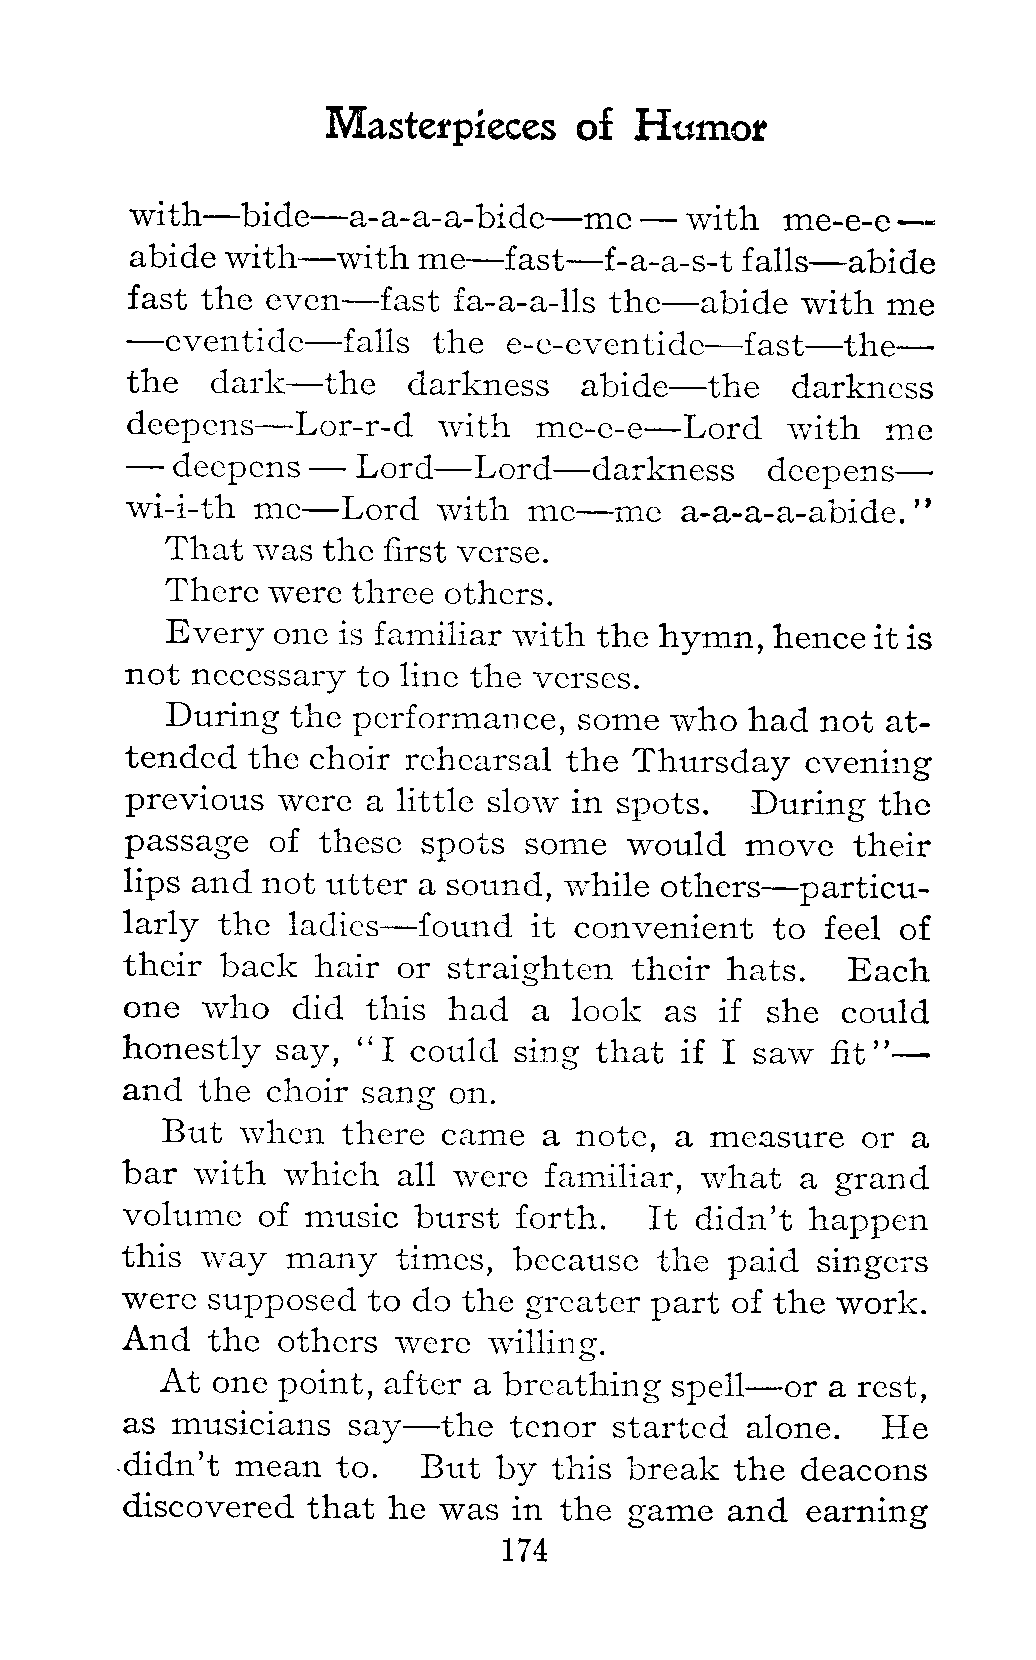 Masterpieces of Humor
with—bide—a-a-a-a-bide—me — with me-e-e—
abide with—with me—fast—f-a-a-s-t falls—abide
fast the even—fast fa-a-a-lls the—abide with me
—eventide—falls the e-e-eventide—fast—the—
the dark—the darkness abide—the darkness
deepens—Lor-r-d with me-e-e—Lord with me
— deepens — Lord—Lord—darkness deepens—
wi-i-th me—Lord with me—me a-a-a-a-abide."
That was the first verse.
There were three others.
Every one is familiar with the hymn, hence it is
not necessary to line the verses.
During the performance, some who had not at-
tended the choir rehearsal the Thursday evening
previous were a little slow in spots. During the
passage of these spots some would move their
lips and not utter a sound, while others—particu-
larly the ladies—found it convenient to feel of
their back hair or straighten their hats. Each
one who did this had a look as if she could
honestly say, "I could sing that if I saw fit"—
and the choir sang on.
But when there came a note, a measure or a
bar with which all were familiar, what a grand
volume of music burst forth. It didn't happen
this way many times, because the paid singers
were supposed to do the greater part of the work.
And the others were willing.
At one point, after a breathing spell—or a rest,
as musicians say—the tenor started alone. He
didn't mean to. But by this break the deacons
discovered that he was in the game and earning
174